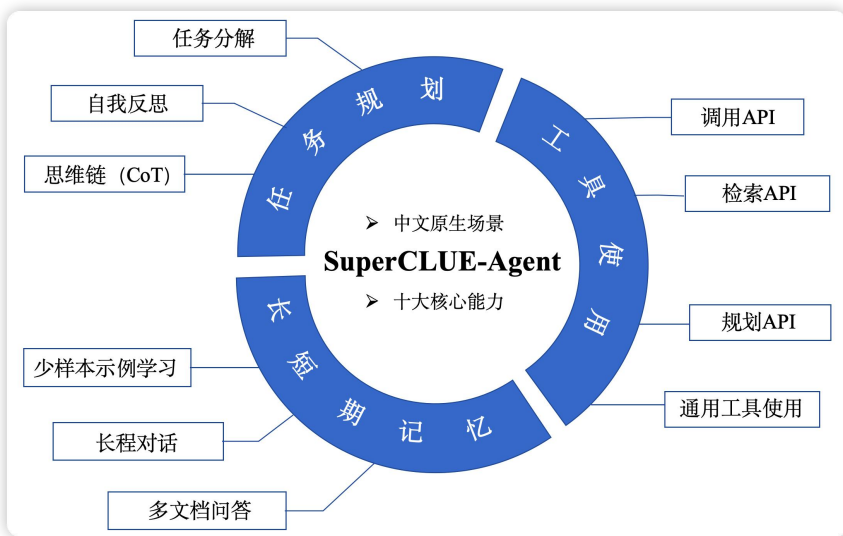 任务分解
自我反思
思维链（CoT）
任务规划
工具使用
调用API
检索API
规划API
通用工具使用
中文原生场景
SuperCLUE-Agent
十大核心能力
长短期记忆
少样本示例学习
长程对话
多文档问答